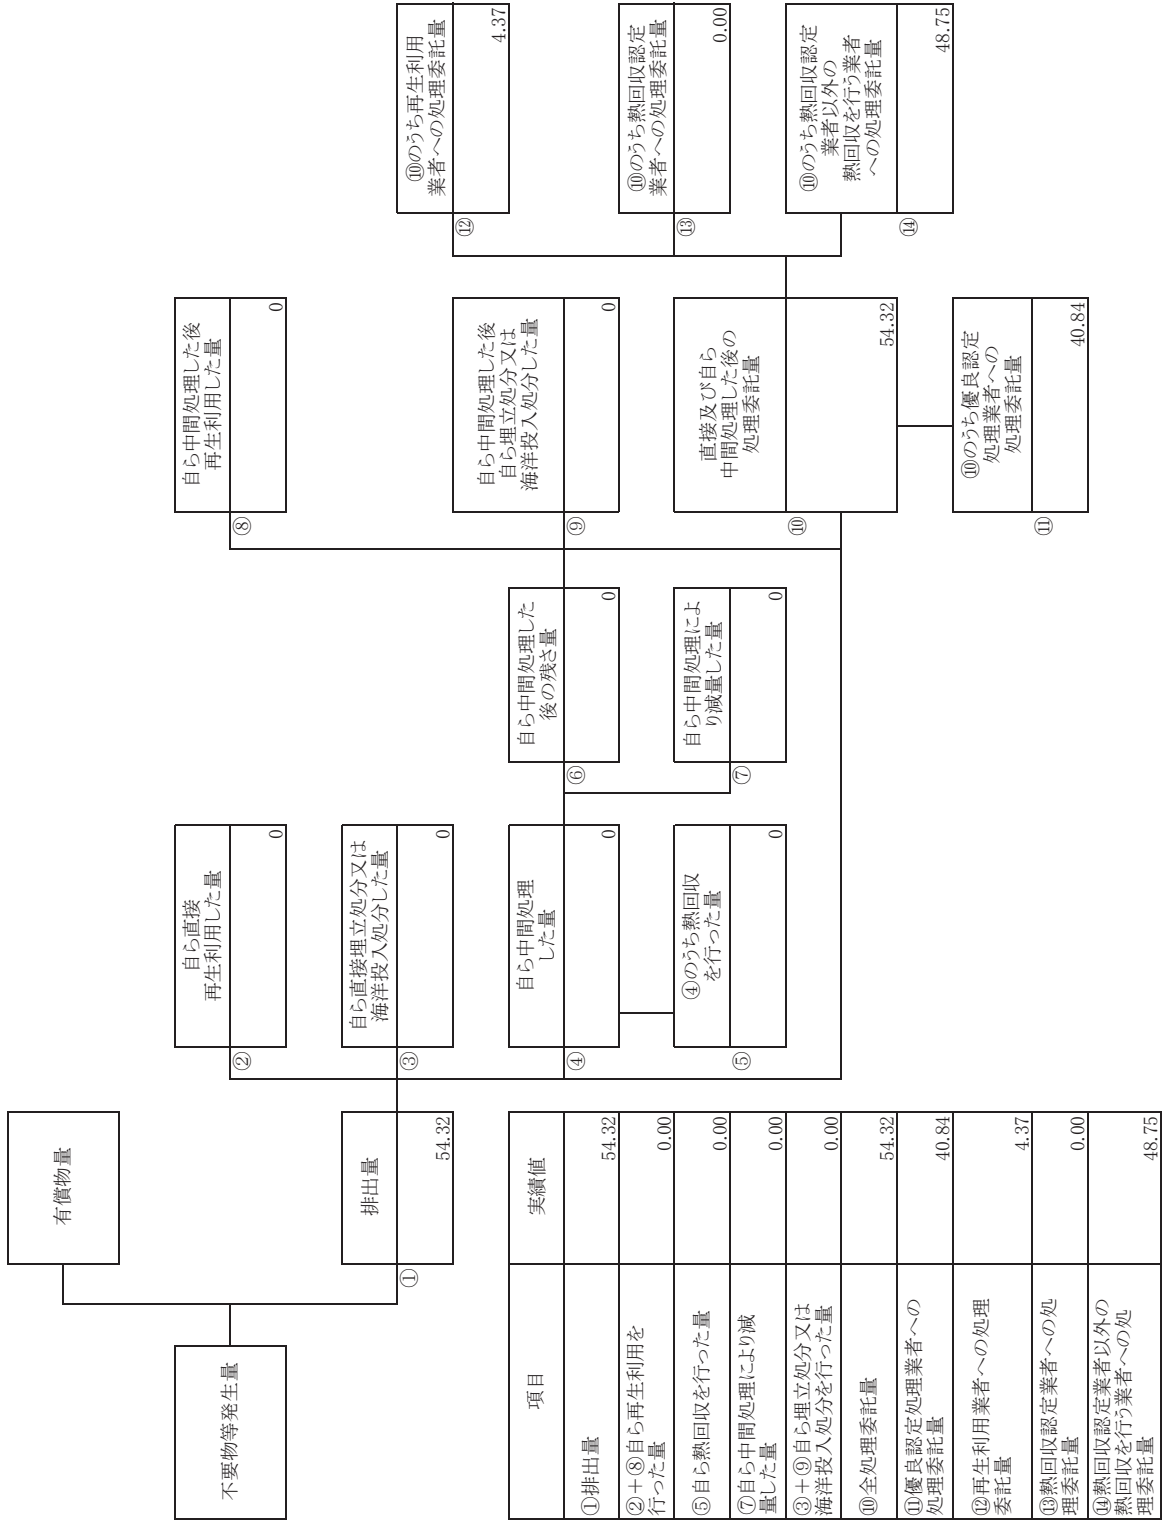 有償物量
不要物等発生量
排出量
①
54.32
自ら直接
再生利用した量
②
0
自ら直接埋立処分又は
海洋投入処分した量
③
0
自ら中間処理
した量
④
0
④のうち熱回収
を行った量
⑤
0
自ら中間処理した
後の残さ量
⑥
0
自ら中間処理によ
り減量した量
⑦
0
自ら中間処理した後
再生利用した量
⑧
0
自ら中間処理した後
自ら埋立処分又は
海洋投入処分した量
⑨
0
直接及び自ら
中間処理した後の
処理委託量
⑩
54.32
⑩のうち優良認定
処理業者への
処理委託量
⑪
40.84
⑩のうち再生利用
業者への処理委託量
⑫
4.37
⑩のうち熱回収認定
業者への処理委託量
⑬
0.00
⑩のうち熱回収認定
業者以外の
熱回収を行う業者
への処理委託量
⑭
48.75
項目
実績値
①排出量
54.32
②＋⑧自ら再生利用を
行った量
0.00
⑤自ら熱回収を行った量
0.00
⑦自ら中間処理により減
量した量
0.00
③＋⑨自ら埋立処分又は
海洋投入処分を行った量
0.00
⑩全処理委託量
54.32
⑪優良認定処理業者への
処理委託量
40.84
⑫再生利用業者への処理
委託量
4.37
⑬熱回収認定業者への処
理委託量
0.00
⑭熱回収認定業者以外の
熱回収を行う業者への処
理委託量
48.75